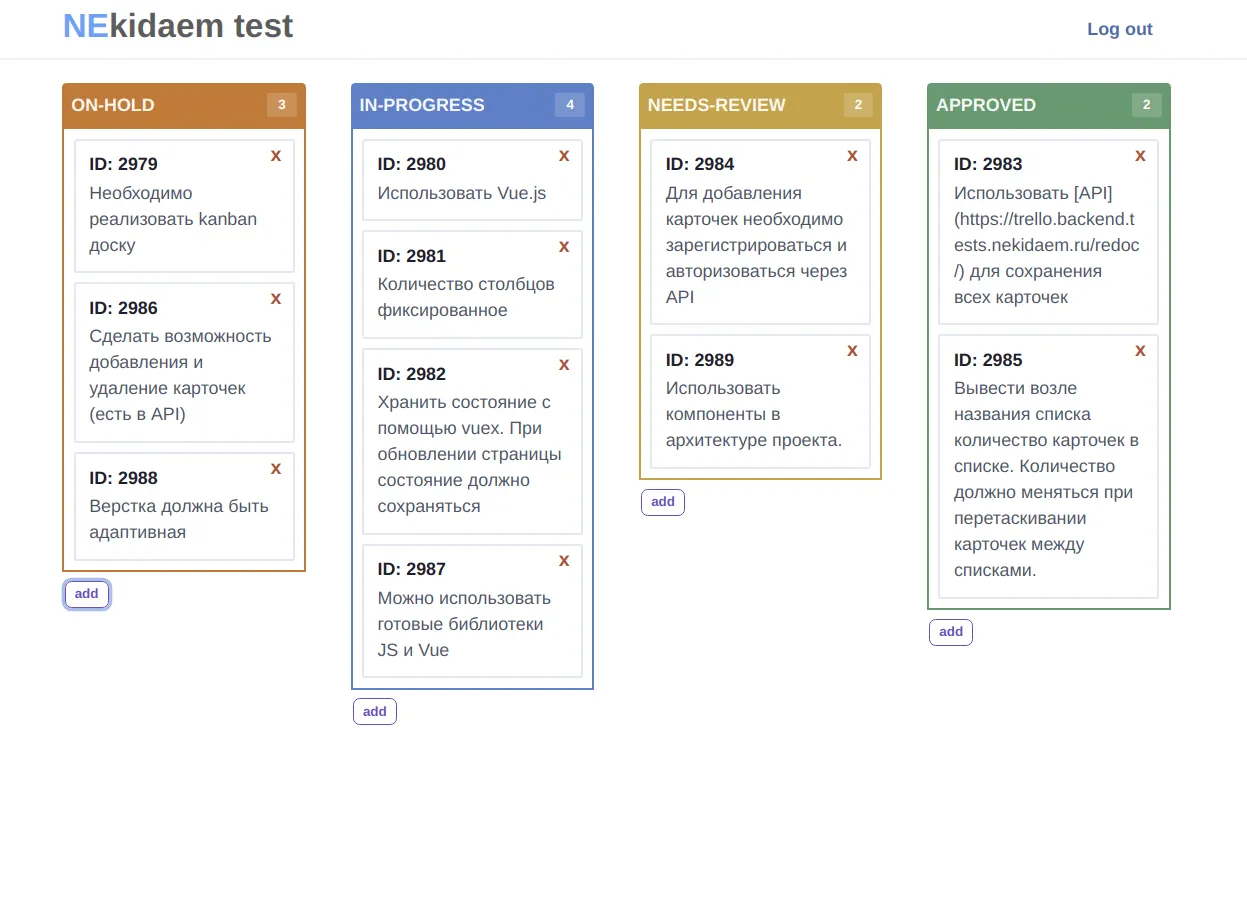 NEkidaem test
Log out
ON-HOLD 3
ID: 2979 X
Необходимо
реализовать kanban
доску
ID: 2986 X
Сделать возможность
добавления и
удаление карточек
(есть в API)
ID: 2988 X
Верстка должна быть
адаптивная
add
IN-PROGRESS 4
ID: 2980 X
Использовать Vue.js
ID: 2981 X
Количество столбцов
фиксированное
ID: 2982 X
Хранить состояние с
помощью vuex. При
обновлении страницы
состояние должно
сохраняться
ID: 2987 X
Можно использовать
готовые библиотеки
JS и Vue
add
NEEDS-REVIEW 2
ID: 2984 X
Для добавления
карточек необходимо
зарегистрироваться и
авторизоваться через
API
ID: 2989 X
Использовать
компоненты в
архитектуре проекта.
add
APPROVED 2
ID: 2983 X
Использовать [API]
(https://trello.backend.t
ests.nekidaem.ru/redoc
/) для сохранения
всех карточек
ID: 2985 X
Вывести возле
названия списка
количество карточек в
списке. Количество
должно меняться при
перетаскивании
карточек между
списками.
add